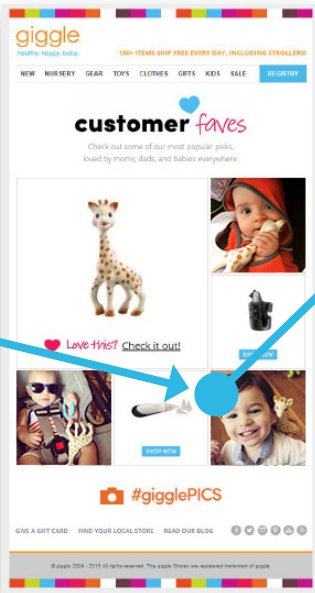 giggle
healthy. happy. baby.
150+ ITEMS SHIP FREE EVERY DAY, INCLUDING STROLLERS!
NEW NURSERY GEAR TOYS CLOTHES GIFTS KIDS SALE REGISTRY
customer faves
Check out some of our most popular picks,
loved by moms, dads, and babies everywhere.
Love this? Check it out!
SHOP NOW
SHOP NOW
#gigglePICS
GIVE A GIFT CARD FIND YOUR LOCAL STORE READ OUR BLOG